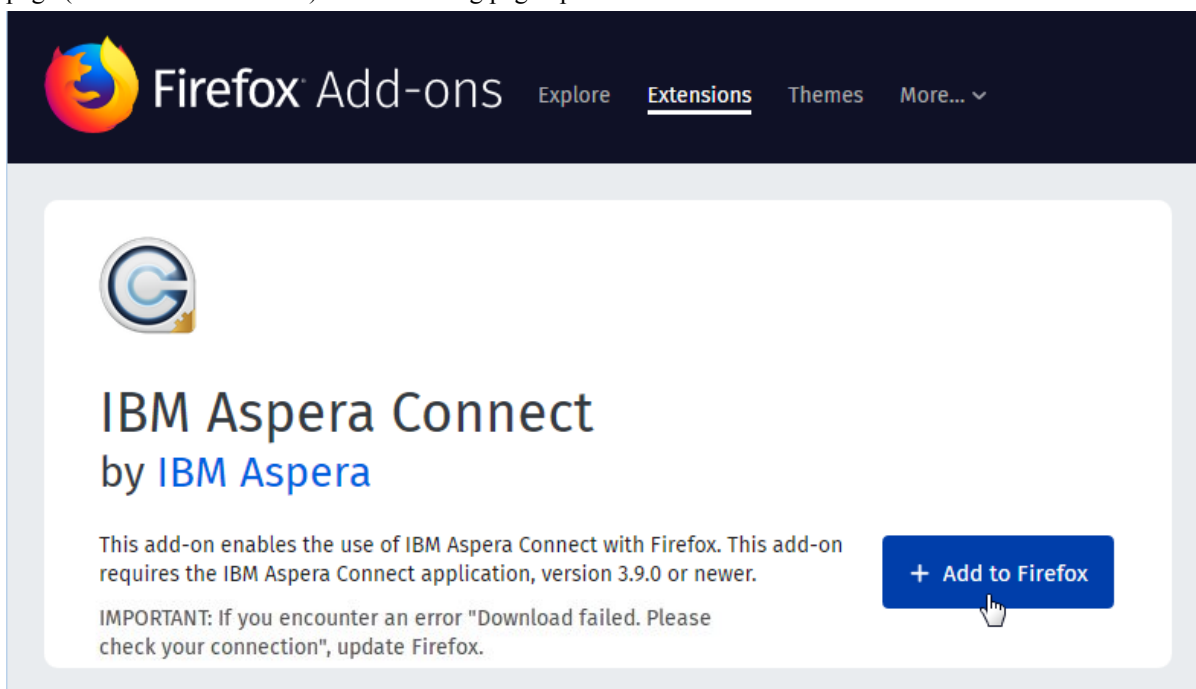 Firefox Add-ons Explore Extensions Themes More...
IBM Aspera Connect
by IBM Aspera
This add-on enables the use of IBM Aspera Connect with Firefox. This add-on
requires the IBM Aspera Connect application, version 3.9.0 or newer.
+ Add to Firefox
IMPORTANT: If you encounter an error "Download failed. Please
check your connection", update Firefox.